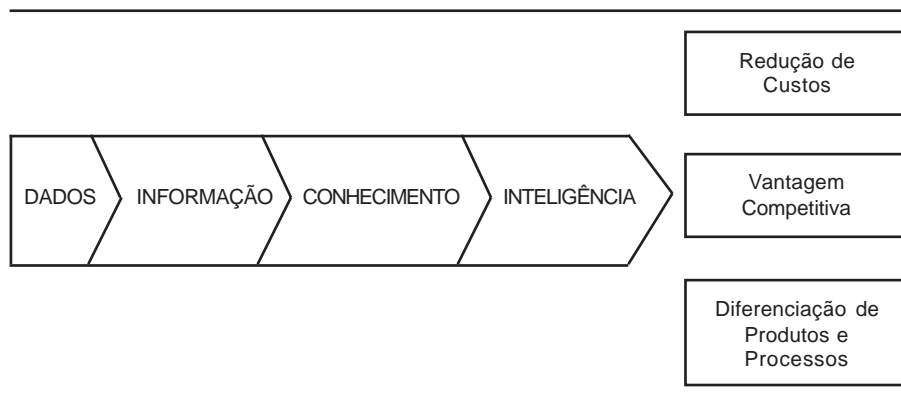 Redução de
Custos
DADOS INFORMAÇÃO CONHECIMENTO INTELIGÊNCIA
Vantagem
Competitiva
Diferenciação de
Produtos e
Processos